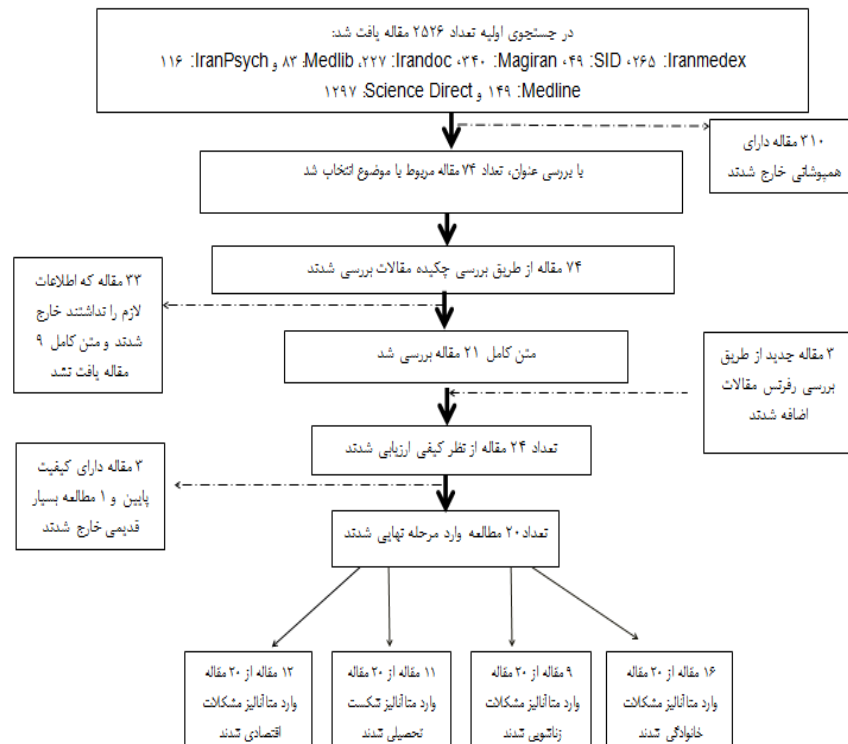 در جستجوی اولیه تعداد ۲۵۲۶ مقاله یافت شد:
Iranmedex: ۲۶۵، SID: ۴۹، Magiran: ۳۴۰، Irandoc: ۲۲۷، Medlib: ۸۳ و IranPsych: ۱۱۶
Medline: ۱۴۹ و Science Direct: ۱۲۹۷
۳۱۰ مقاله دارای
همپوشانی خارج شدند
با بررسی عنوان، تعداد ۷۴ مقاله مربوط با موضوع انتخاب شد
۷۴ مقاله از طریق بررسی چکیده مقالات بررسی شدند
۳۳ مقاله که اطلاعات
لازم را نداشتند خارج
شدند و متن کامل ۹
مقاله یافت نشد
متن کامل ۲۱ مقاله بررسی شد
۳ مقاله جدید از طریق
بررسی رفرنس مقالات
اضافه شدند
تعداد ۲۴ مقاله از نظر کیفی ارزیابی شدند
۳ مقاله دارای کیفیت
پایین و ۱ مطالعه بسیار
قدیمی خارج شدند
تعداد۲۰ مطالعه وارد مرحله نهایی شدند
۱۶ مقاله از ۲۰ مقاله
وارد متاآنالیز مشکلات
خانوادگی شدند
۹ مقاله از ۲۰ مقاله
وارد متاآنالیز مشکلات
زناشویی شدند
۱۱ مقاله از ۲۰ مقاله
وارد متاآنالیز شکست
تحصیلی شدند
۱۲ مقاله از ۲۰ مقاله
وارد متاآنالیز مشکلات
اقتصادی شدند